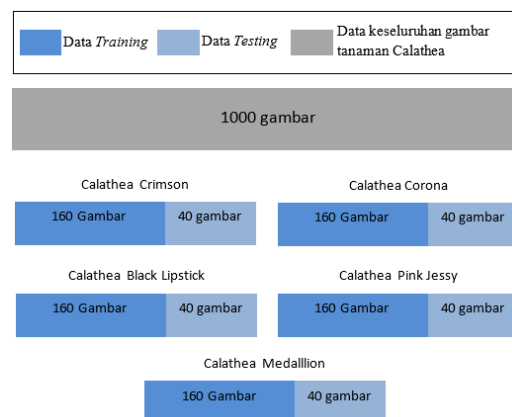 Data Training
Data Testing
Data keseluruhan gambar
tanaman Calathea
1000 gambar
Calathea Crimson
Calathea Corona
160 Gambar
40 gambar
160 Gambar
40 gambar
Calathea Black Lipstick
Calathea Pink Jessy
160 Gambar
40 gambar
160 Gambar
40 gambar
Calathea Medalllion
160 Gambar
40 gambar